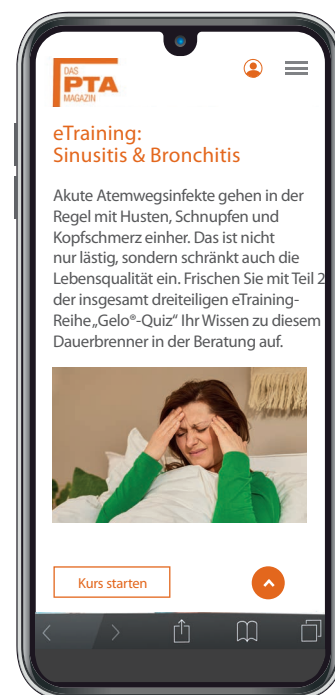 DAS
PTA
MAGAZIN
eTraining:
Sinusitis & Bronchitis
Akute Atemwegsinfekte gehen in der
Regel mit Husten, Schnupfen und
Kopfschmerz einher. Das ist nicht
nur lästig, sondern schränkt auch die
Lebensqualität ein. Frischen Sie mit Teil 2
der insgesamt dreiteiligen eTraining-
Reihe „Gelo®-Quiz“ Ihr Wissen zu diesem
Dauerbrenner in der Beratung auf.
Kurs starten